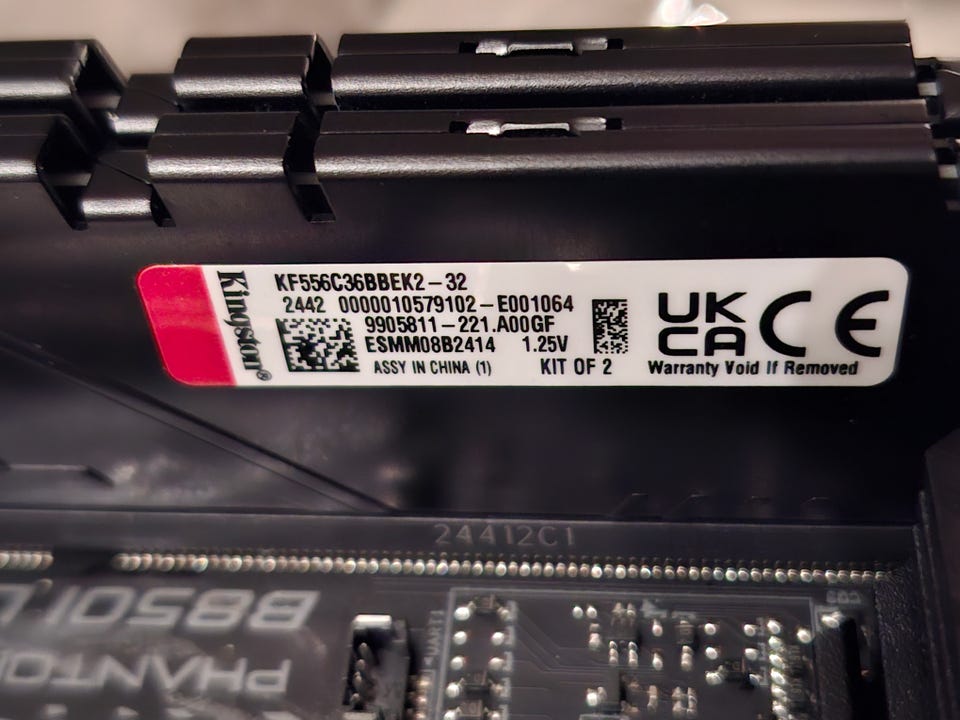 Kingston®
KF556C36BBEK2-32
2442 0000010579102-E001064
9905811-221.A00GF
ESMM08B2414 1.25V
ASSY IN CHINA (1) KIT OF 2
UK
CA CE
Warranty Void If Removed
24412C1
B850I
PHANTO